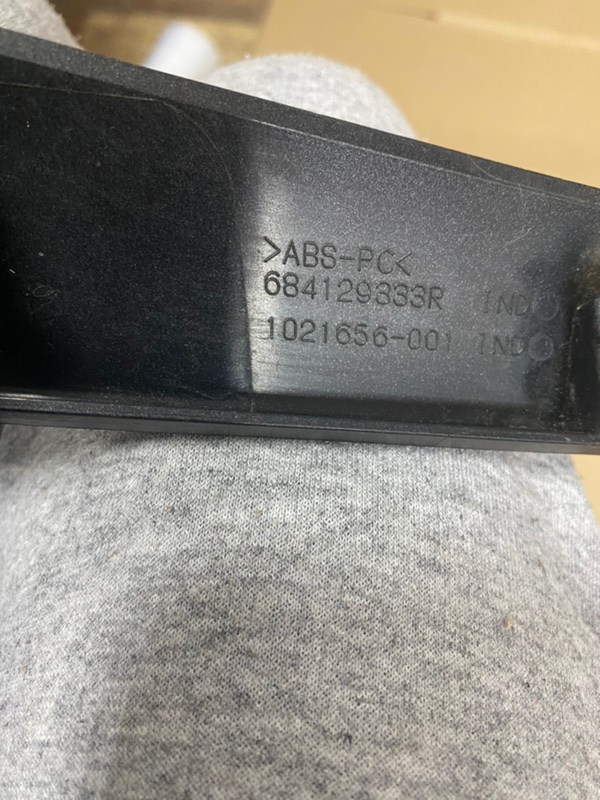 >ABS-PC<
684129333R IND
1021656-001 IND